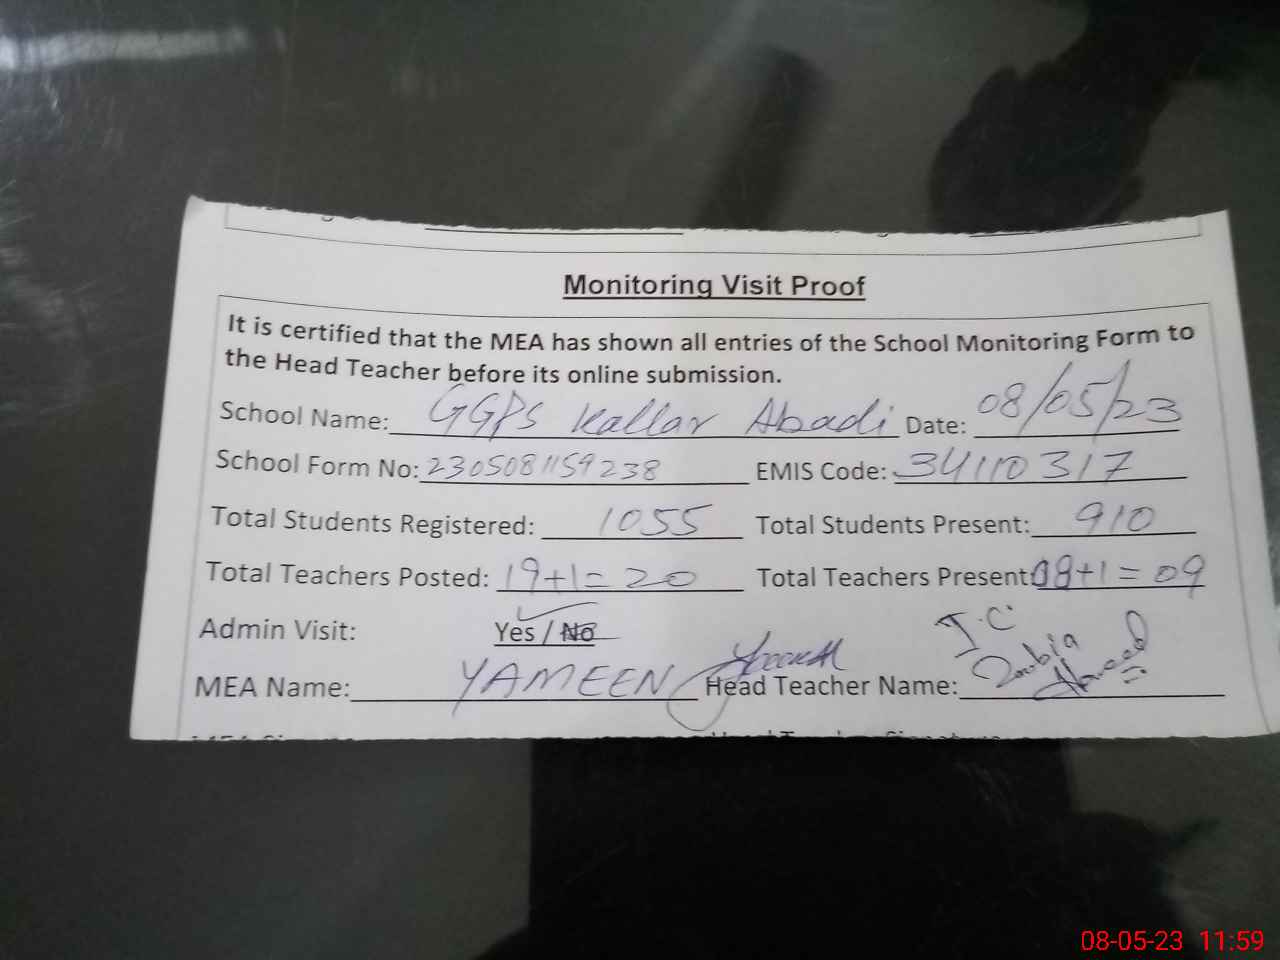 Monitoring Visit Proof
It is certified that the MEA has shown all entries of the School Monitoring Form to
the Head Teacher before its online submission.
School Name: GGPS Kallar Abadi Date: 08/05/23
School Form No: 2305081159238 EMIS Code: 34110317
Total Students Registered: 1055 Total Students Present: 910
Total Teachers Posted: 19+1=20 Total Teachers Present: 08+1=09
Admin Visit: Yes / No
MEA Name: YAMEEN Head Teacher Name: I.C Zoobia
08-05-23 11:59